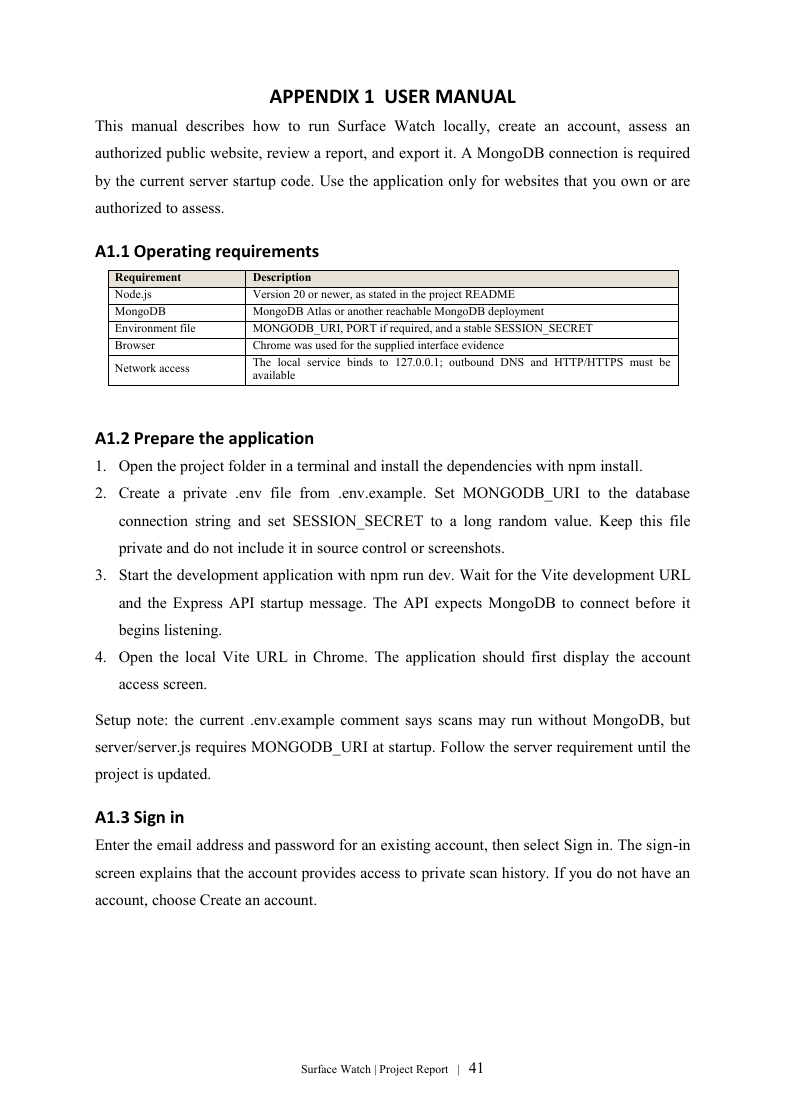 APPENDIX 1 USER MANUAL
This manual describes how to run Surface Watch locally, create an account, assess an
authorized public website, review a report, and export it. A MongoDB connection is required
by the current server startup code. Use the application only for websites that you own or are
authorized to assess.
A1.1 Operating requirements
Requirement Description
Node.js Version 20 or newer, as stated in the project README
MongoDB MongoDB Atlas or another reachable MongoDB deployment
Environment file MONGODB_URI, PORT if required, and a stable SESSION_SECRET
Browser Chrome was used for the supplied interface evidence
Network access The local service binds to 127.0.0.1; outbound DNS and HTTP/HTTPS must be
available
A1.2 Prepare the application
1. Open the project folder in a terminal and install the dependencies with npm install.
2. Create a private .env file from .env.example. Set MONGODB_URI to the database
connection string and set SESSION_SECRET to a long random value. Keep this file
private and do not include it in source control or screenshots.
3. Start the development application with npm run dev. Wait for the Vite development URL
and the Express API startup message. The API expects MongoDB to connect before it
begins listening.
4. Open the local Vite URL in Chrome. The application should first display the account
access screen.
Setup note: the current .env.example comment says scans may run without MongoDB, but
server/server.js requires MONGODB_URI at startup. Follow the server requirement until the
project is updated.
A1.3 Sign in
Enter the email address and password for an existing account, then select Sign in. The sign-in
screen explains that the account provides access to private scan history. If you do not have an
account, choose Create an account.
Surface Watch | Project Report | 41